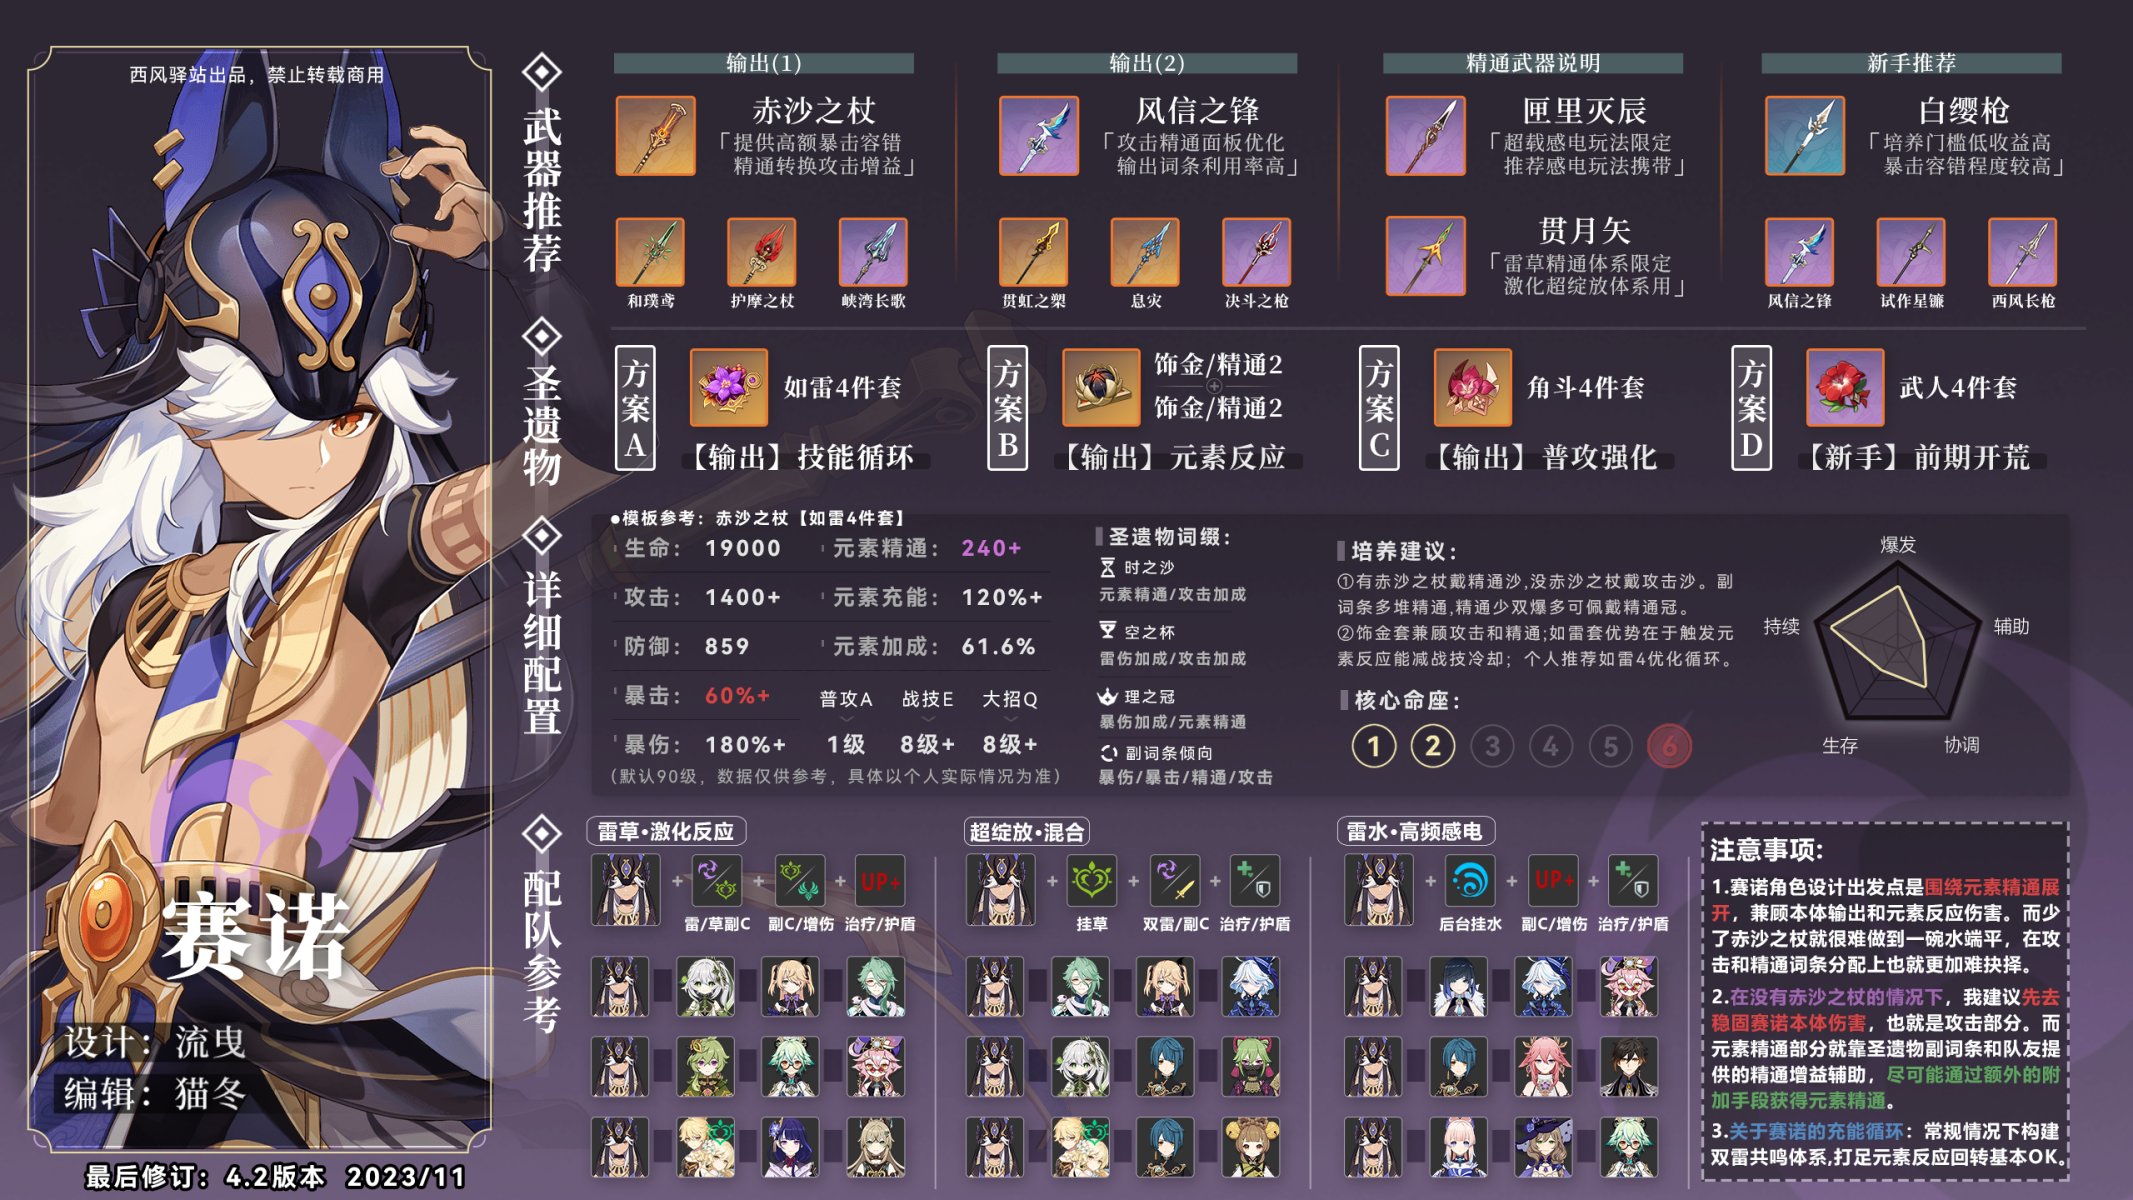 西风驿站出品，禁止转载商用
赛诺
设计：流曳
编辑：猫冬
最后修订：4.2版本 2023/11
武器推荐
输出(1)
赤沙之杖
「提供高额暴击容错
精通转换攻击增益」
和璞鸢
护摩之杖
峡湾长歌
输出(2)
风信之锋
「攻击精通面板优化
输出词条利用率高」
贯虹之槊
息灾
决斗之枪
精通武器说明
匣里灭辰
「超载感电玩法限定
推荐感电玩法携带」
贯月矢
「雷草精通体系限定
激化超绽放体系用」
新手推荐
白缨枪
「培养门槛低收益高
暴击容错程度较高」
风信之锋
试作星镰
西风长枪
圣遗物
方案A
如雷4件套
【输出】技能循环
方案B
饰金/精通2
饰金/精通2
【输出】元素反应
方案C
角斗4件套
【输出】普攻强化
方案D
武人4件套
【新手】前期开荒
详细配置
●模板参考：赤沙之杖【如雷4件套】
生命： 19000 元素精通： 240+
攻击： 1400+ 元素充能： 120%+
防御： 859 元素加成： 61.6%
暴击： 60%+ 普攻A 战技E 大招Q
暴伤： 180%+ 1级 8级+ 8级+
(默认90级，数据仅供参考，具体以个人实际情况为准)
圣遗物词缀：
时之沙
元素精通/攻击加成
空之杯
雷伤加成/攻击加成
理之冠
暴伤加成/元素精通
副词条倾向
暴伤/暴击/精通/攻击
培养建议：
①有赤沙之杖戴精通沙,没赤沙之杖戴攻击沙。副
词条多堆精通,精通少双爆多可佩戴精通冠。
②饰金套兼顾攻击和精通;如雷套优势在于触发元
素反应能减战技冷却；个人推荐如雷4优化循环。
核心命座：
1 2 3 4 5 6
爆发
持续
辅助
生存
协调
配队参考
雷草•激化反应
UP+
雷/草副C 副C/增伤 治疗/护盾
超绽放•混合
挂草 双雷/副C 治疗/护盾
雷水•高频感电
UP+
后台挂水 副C/增伤 治疗/护盾
注意事项:
1.赛诺角色设计出发点是围绕元素精通展
开，兼顾本体输出和元素反应伤害。而少
了赤沙之杖就很难做到一碗水端平，在攻
击和精通词条分配上也就更加难抉择。
2.在没有赤沙之杖的情况下，我建议先去
稳固赛诺本体伤害，也就是攻击部分。而
元素精通部分就靠圣遗物副词条和队友提
供的精通增益辅助，尽可能通过额外的附
加手段获得元素精通。
3.关于赛诺的充能循环：常规情况下构建
双雷共鸣体系,打足元素反应回转基本OK。